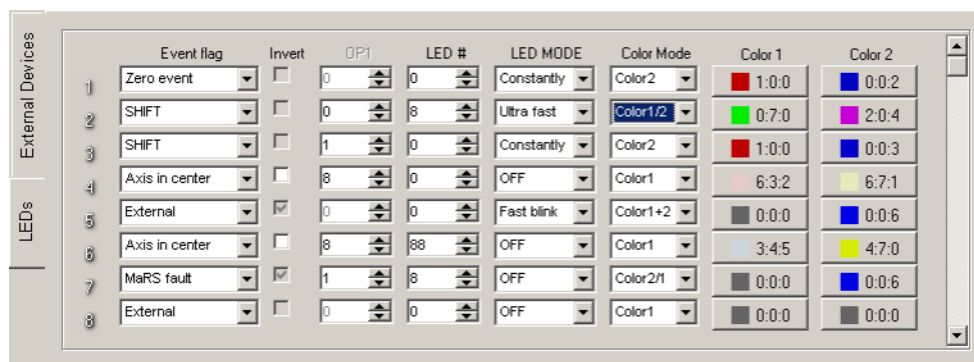 External Devices
LEDs
Event flag Invert OP1 LED # LED MODE Color Mode Color 1 Color 2
1 Zero event 0 0 Constantly Color2 1:0:0 0:0:2
2 SHIFT 0 8 Ultra fast Color1/2 0:7:0 2:0:4
3 SHIFT 1 0 Constantly Color2 1:0:0 0:0:3
4 Axis in center 8 0 OFF Color1 6:3:2 6:7:1
5 External 0 0 Fast blink Color1+2 0:0:0 0:0:6
6 Axis in center 8 88 OFF Color1 3:4:5 4:7:0
7 MaRS fault 1 8 OFF Color2/1 0:0:0 0:0:6
8 External 0 0 OFF Color1 0:0:0 0:0:0